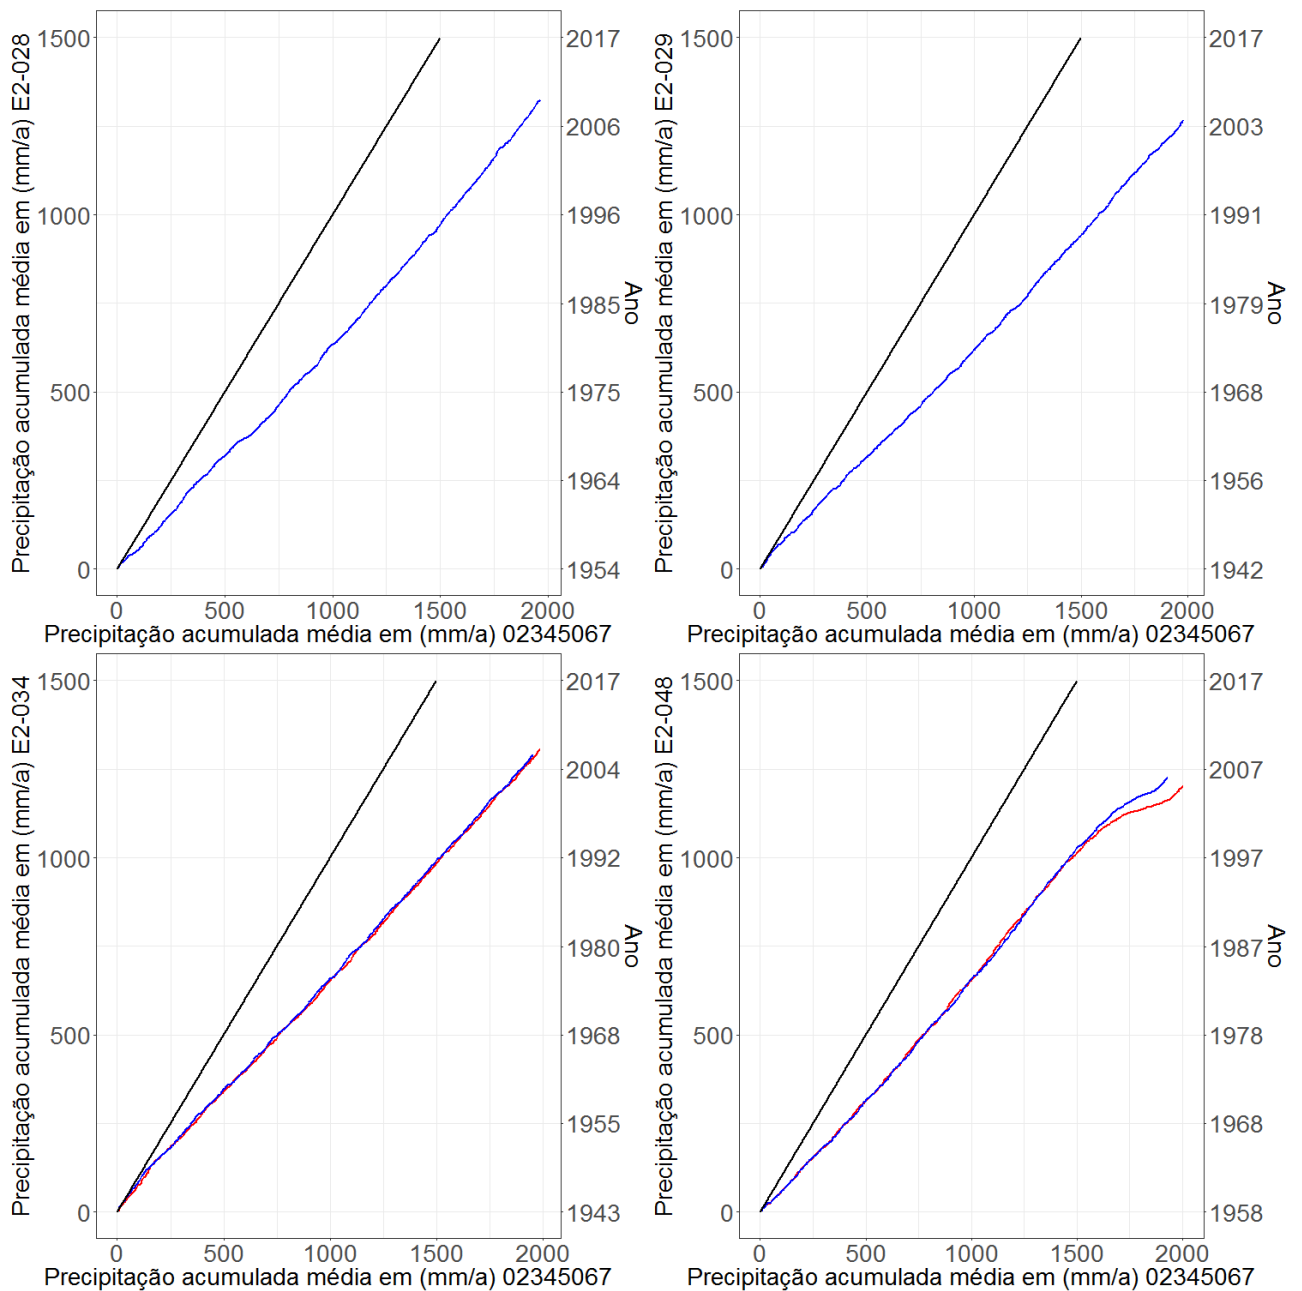 Precipitação acumulada média em (mm/a) E2-028
1500
1000
500
0
2017
2006
1996
1985
1975
1964
1954
Ano
0 500 1000 1500 2000
Precipitação acumulada média em (mm/a) 02345067
Precipitação acumulada média em (mm/a) E2-029
1500
1000
500
0
2017
2003
1991
1979
1968
1956
1942
Ano
0 500 1000 1500 2000
Precipitação acumulada média em (mm/a) 02345067
Precipitação acumulada média em (mm/a) E2-034
1500
1000
500
0
2017
2004
1992
1980
1968
1955
1943
Ano
0 500 1000 1500 2000
Precipitação acumulada média em (mm/a) 02345067
Precipitação acumulada média em (mm/a) E2-048
1500
1000
500
0
2017
2007
1997
1987
1978
1968
1958
Ano
0 500 1000 1500 2000
Precipitação acumulada média em (mm/a) 02345067